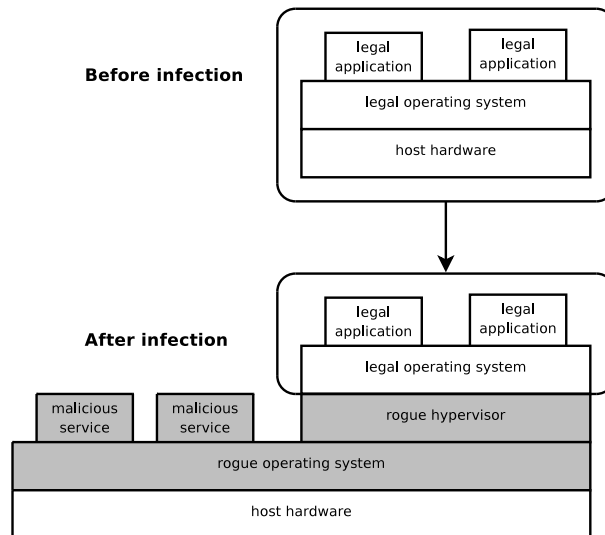 legal
application
legal
application
Before infection
legal operating system
host hardware
legal
application
legal
application
After infection
legal operating system
malicious
service
malicious
service
rogue hypervisor
rogue operating system
host hardware